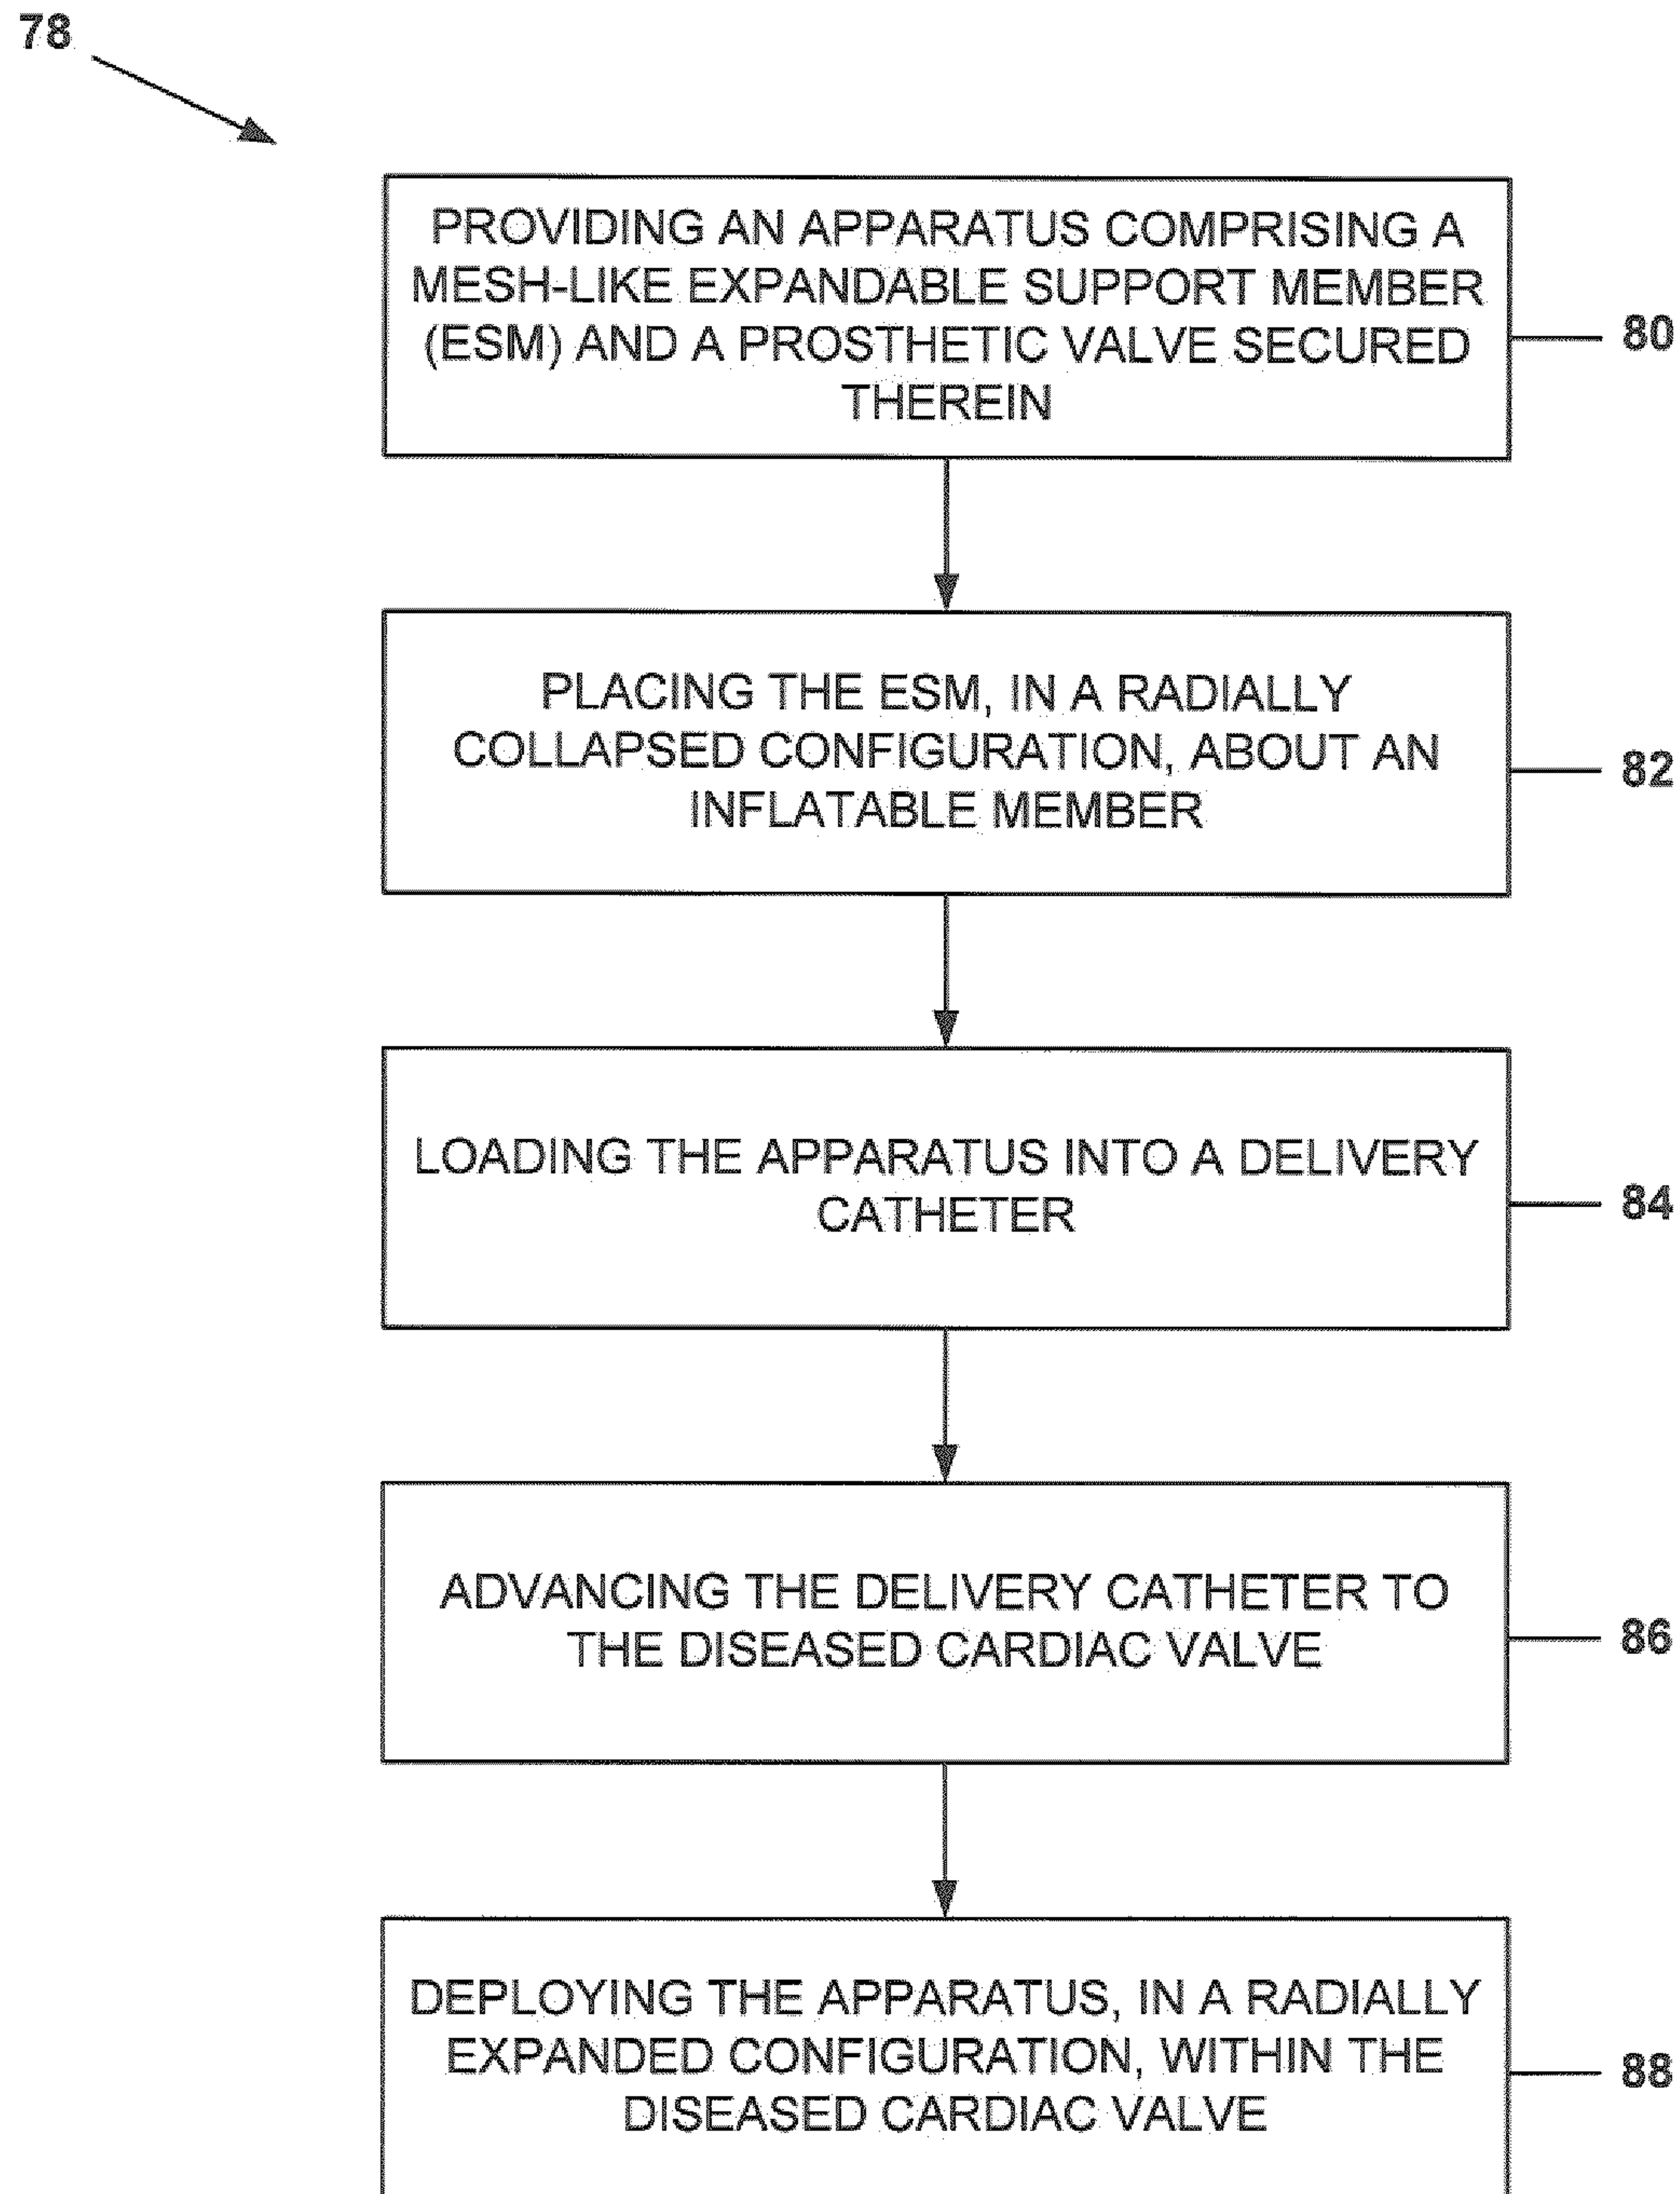 78
PROVIDING AN APPARATUS COMPRISING A
MESH-LIKE EXPANDABLE SUPPORT MEMBER
(ESM) AND A PROSTHETIC VALVE SECURED
THEREIN
80
PLACING THE ESM, IN A RADIALLY
COLLAPSED CONFIGURATION, ABOUT AN
INFLATABLE MEMBER
82
LOADING THE APPARATUS INTO A DELIVERY
CATHETER
84
ADVANCING THE DELIVERY CATHETER TO
THE DISEASED CARDIAC VALVE
86
DEPLOYING THE APPARATUS, IN A RADIALLY
EXPANDED CONFIGURATION, WITHIN THE
DISEASED CARDIAC VALVE
88